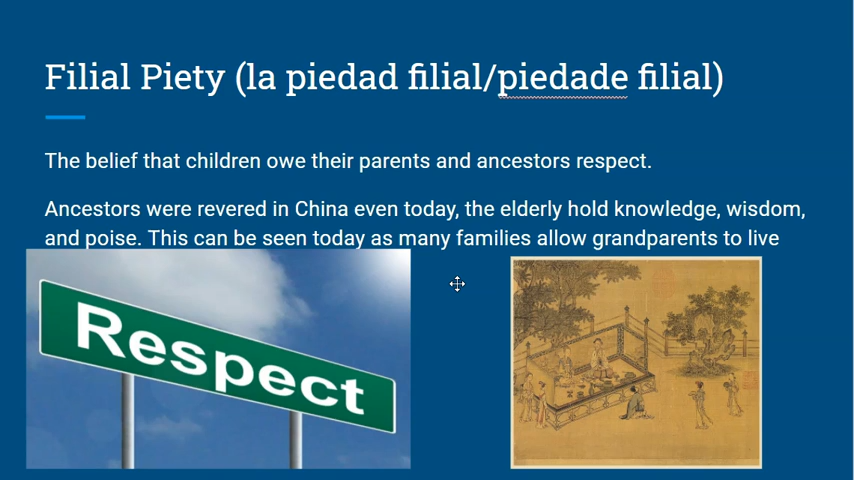 Filial Piety (la piedad filial/piedade filial)
The belief that children owe their parents and ancestors respect.
Ancestors were revered in China even today, the elderly hold knowledge, wisdom,
and poise. This can be seen today as many families allow grandparents to live
Respect